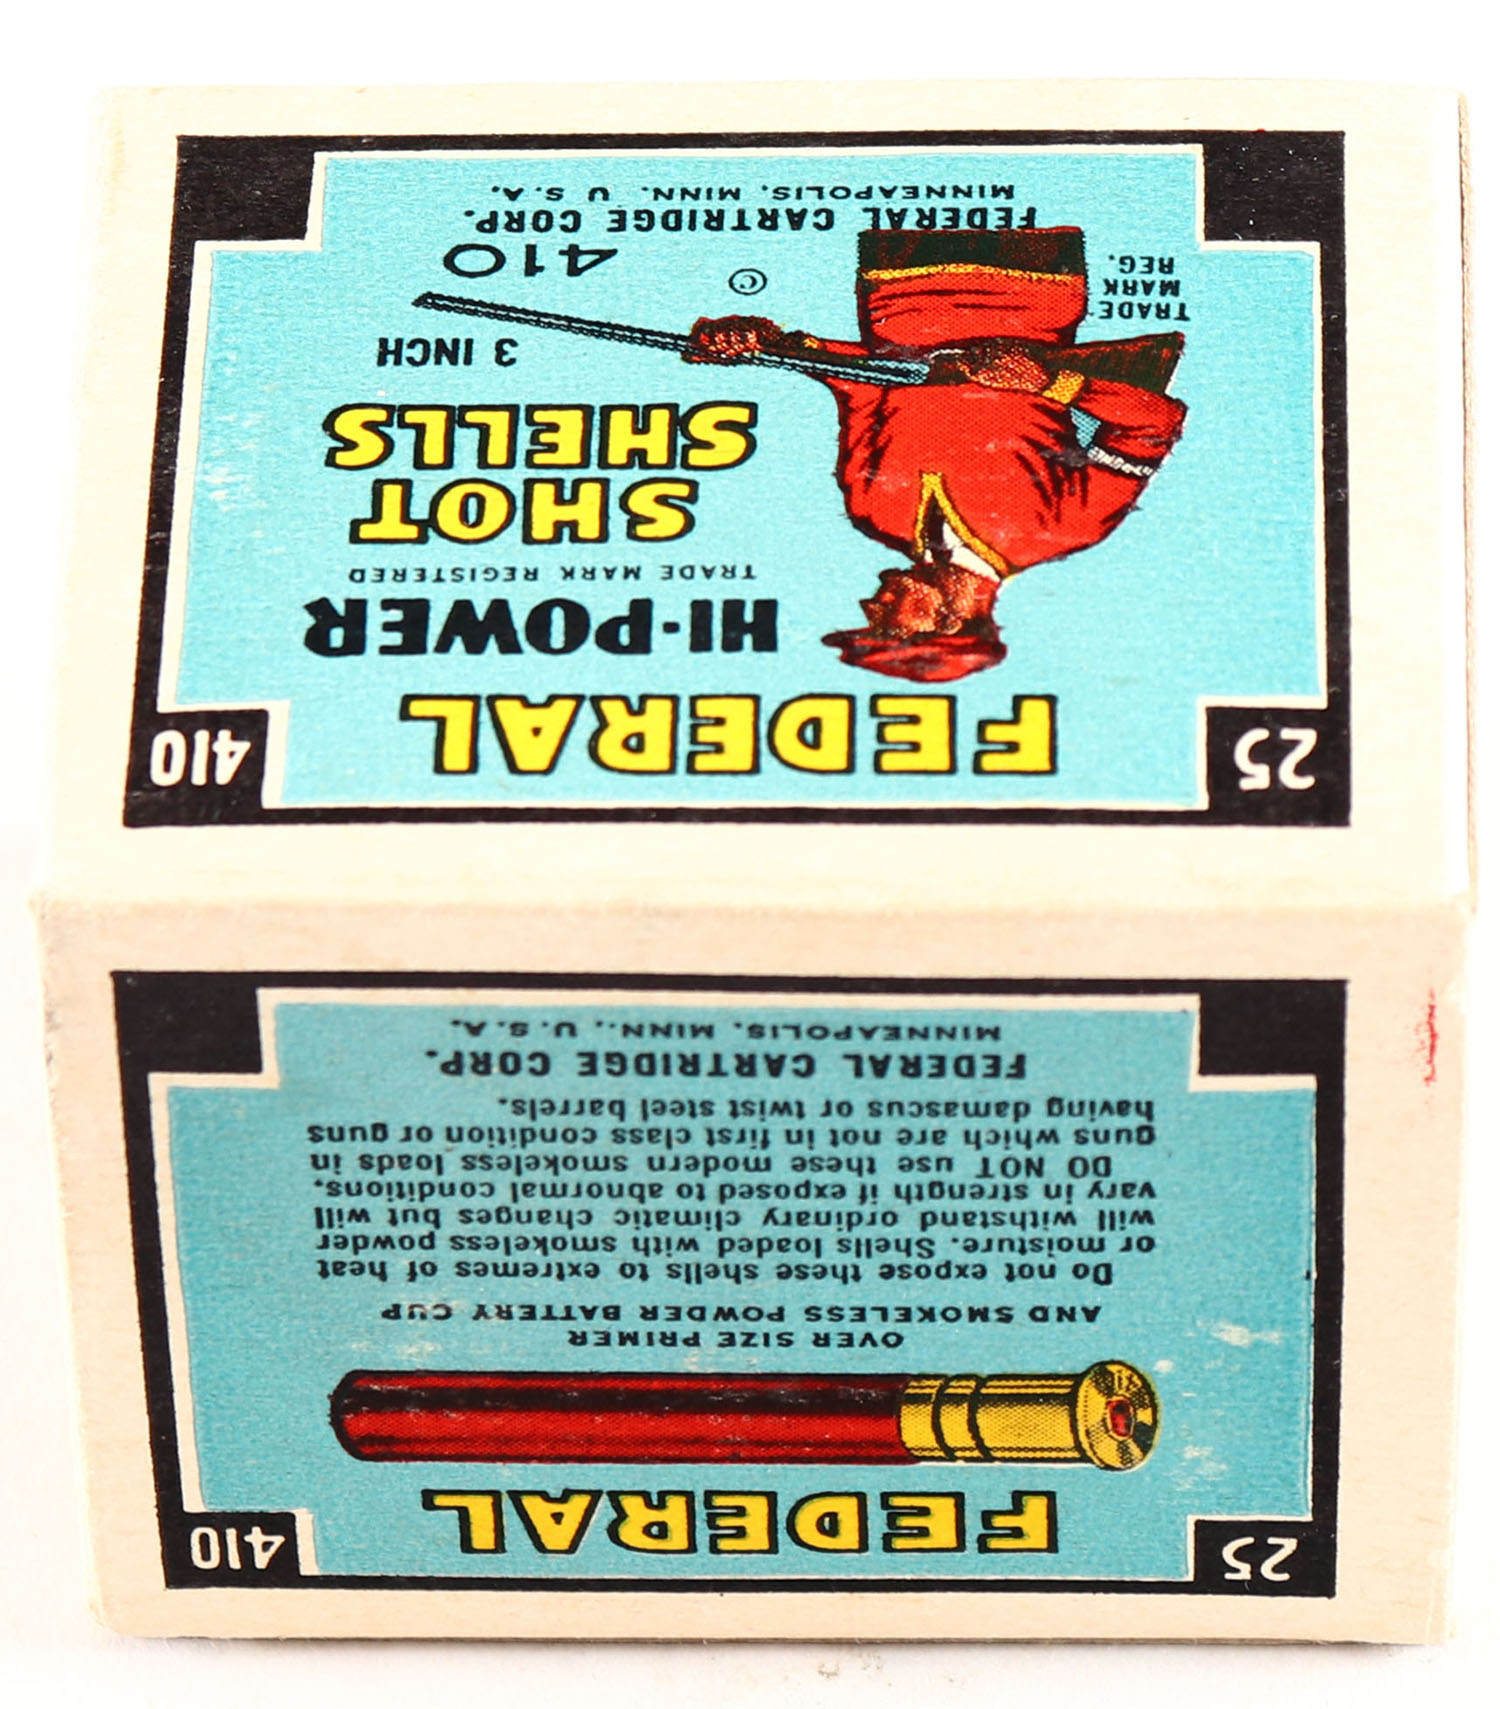 25
FEDERAL
410
OVER SIZE PRIMER
AND SMOKELESS POWDER BATTERY CUP
Do not expose these shells to extremes of heat
or moisture. Shells loaded with smokeless powder
will withstand ordinary climatic changes but will
vary in strength if exposed to abnormal conditions.
DO NOT use these modern smokeless loads in
guns which are not in first class condition or guns
having damascus or twist steel barrels.
FEDERAL CARTRIDGE CORP.
MINNEAPOLIS, MINN., U.S.A.
25
FEDERAL
410
HI-POWER
TRADE MARK REGISTERED
SHOT
SHELLS
3 INCH
TRADE
MARK
REG.
©
410
FEDERAL CARTRIDGE CORP.
MINNEAPOLIS, MINN. U.S.A.